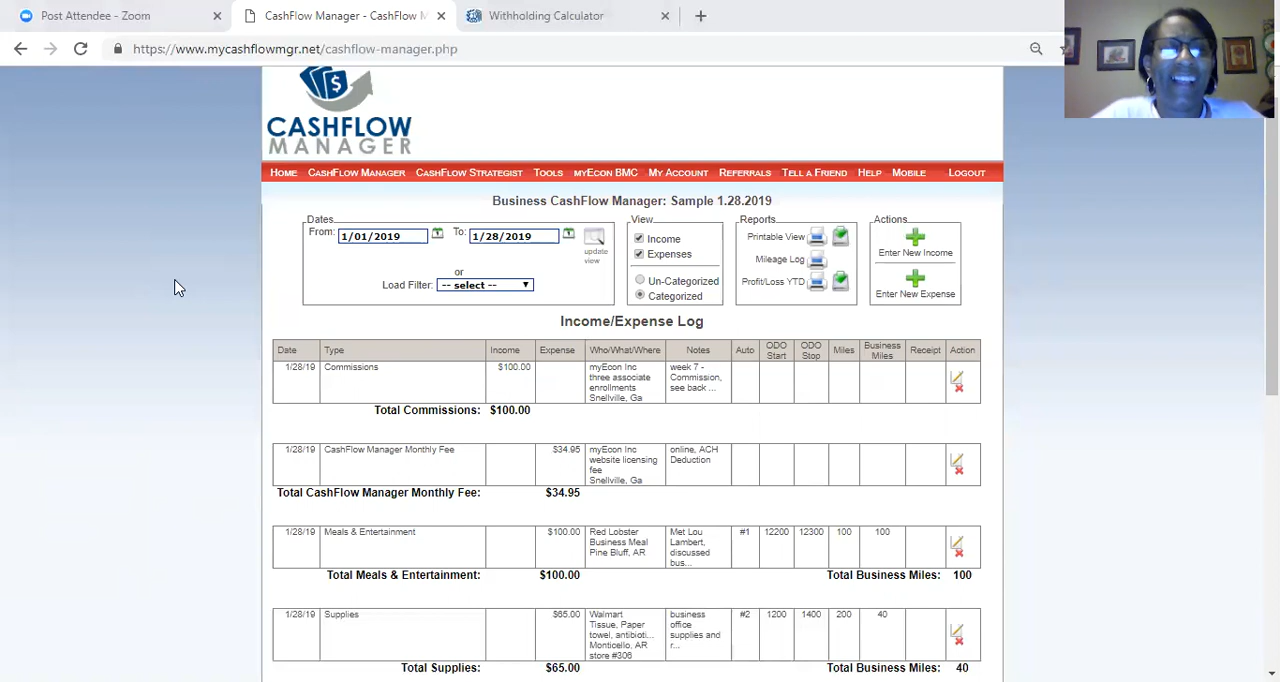 Post Attendee - Zoom
CashFlow Manager - CashFlow M
Withholding Calculator
https://www.mycashflowmgr.net/cashflow-manager.php
CASHFLOW
MANAGER
HOME CASHFLOW MANAGER CASHFLOW STRATEGIST TOOLS MYECON BMC MY ACCOUNT REFERRALS TELL A FRIEND HELP MOBILE LOGOUT
Business CashFlow Manager: Sample 1.28.2019
Dates
From: 1/01/2019 To: 1/28/2019
update
view
or
Load Filter: -- select --
View
Income
Expenses
Un-Categorized
Categorized
Reports
Printable View
Mileage Log
Profit/Loss YTD
Actions
Enter New Income
Enter New Expense
Income/Expense Log
Date Type Income Expense Who/What/Where Notes Auto ODO Start ODO Stop Miles Business Miles Receipt Action
1/28/19 Commissions $100.00
myEcon Inc
three associate
enrollments
Snellville, Ga
week 7 -
Commission,
see back ...
Total Commissions: $100.00
1/28/19 CashFlow Manager Monthly Fee $34.95
myEcon Inc
website licensing
fee
Snellville, Ga
online, ACH
Deduction
Total CashFlow Manager Monthly Fee: $34.95
1/28/19 Meals & Entertainment $100.00
Red Lobster
Business Meal
Pine Bluff, AR
Met Lou
Lambert,
discussed
bus...
#1 12200 12300 100 100
Total Meals & Entertainment: $100.00 Total Business Miles: 100
1/28/19 Supplies $65.00
Walmart
Tissue, Paper
towel, antibioti...
Monticello, AR
store #306
business
office
supplies and
r...
#2 1200 1400 200 40
Total Supplies: $65.00 Total Business Miles: 40